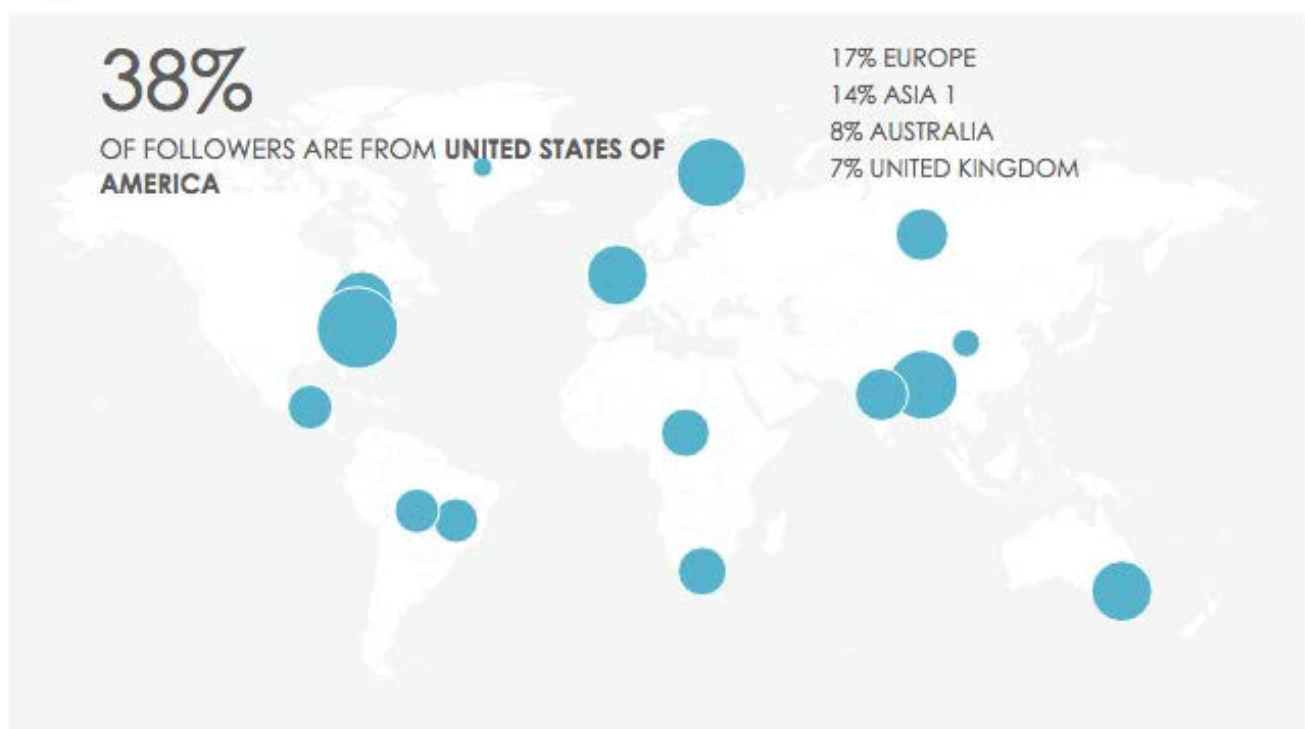 38%
OF FOLLOWERS ARE FROM UNITED STATES OF
AMERICA
17% EUROPE
14% ASIA 1
8% AUSTRALIA
7% UNITED KINGDOM